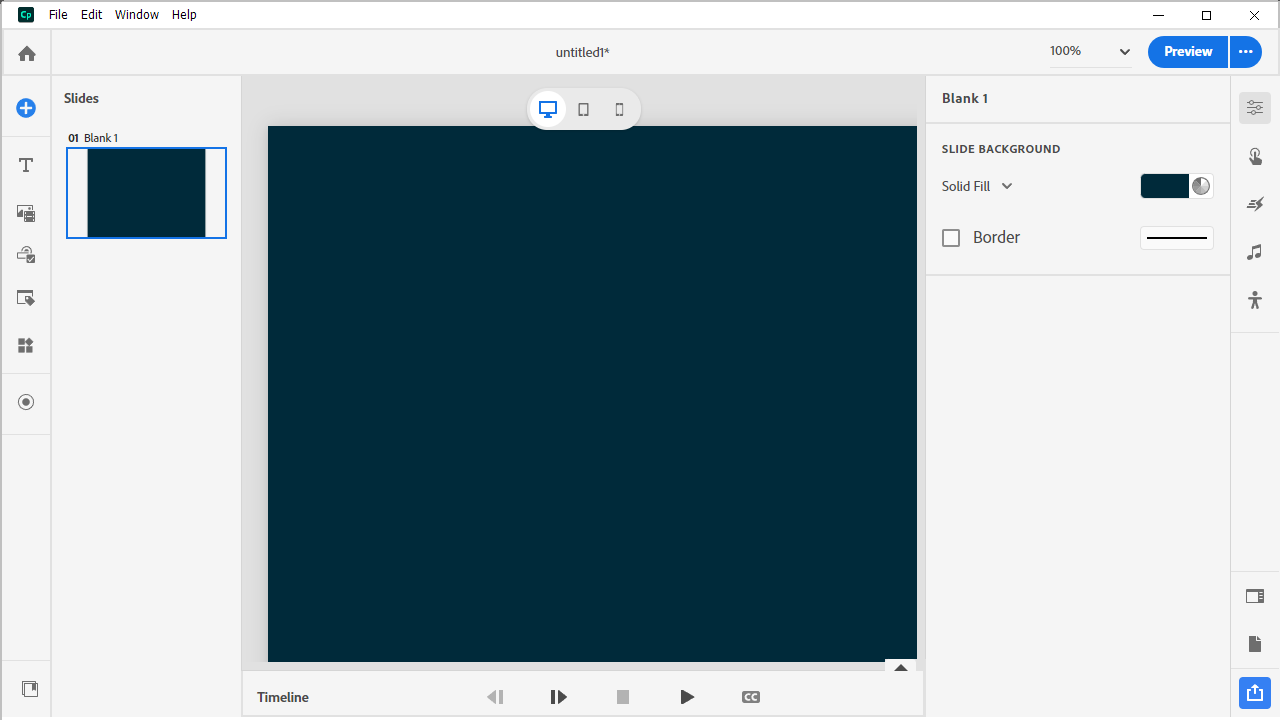 Cp File Edit Window Help
untitled1*
100%
Preview
Slides
01 Blank 1
Blank 1
SLIDE BACKGROUND
Solid Fill
Border
T
Timeline
CC